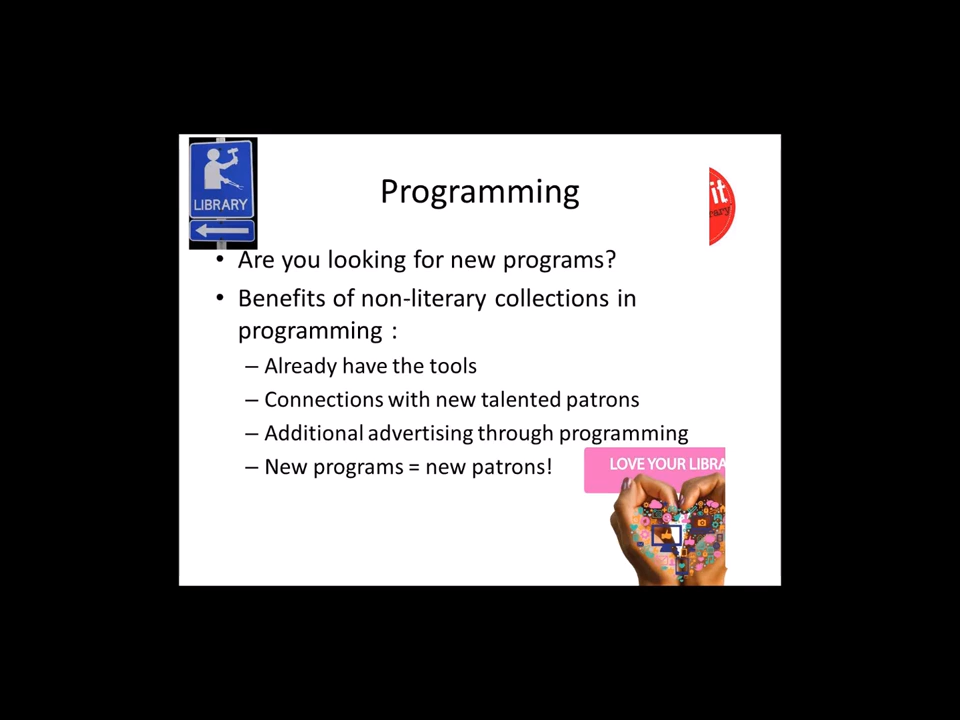 LIBRARY
Programming
it
• Are you looking for new programs?
• Benefits of non-literary collections in
programming :
– Already have the tools
– Connections with new talented patrons
– Additional advertising through programming
– New programs = new patrons!
LOVE YOUR LIBRA